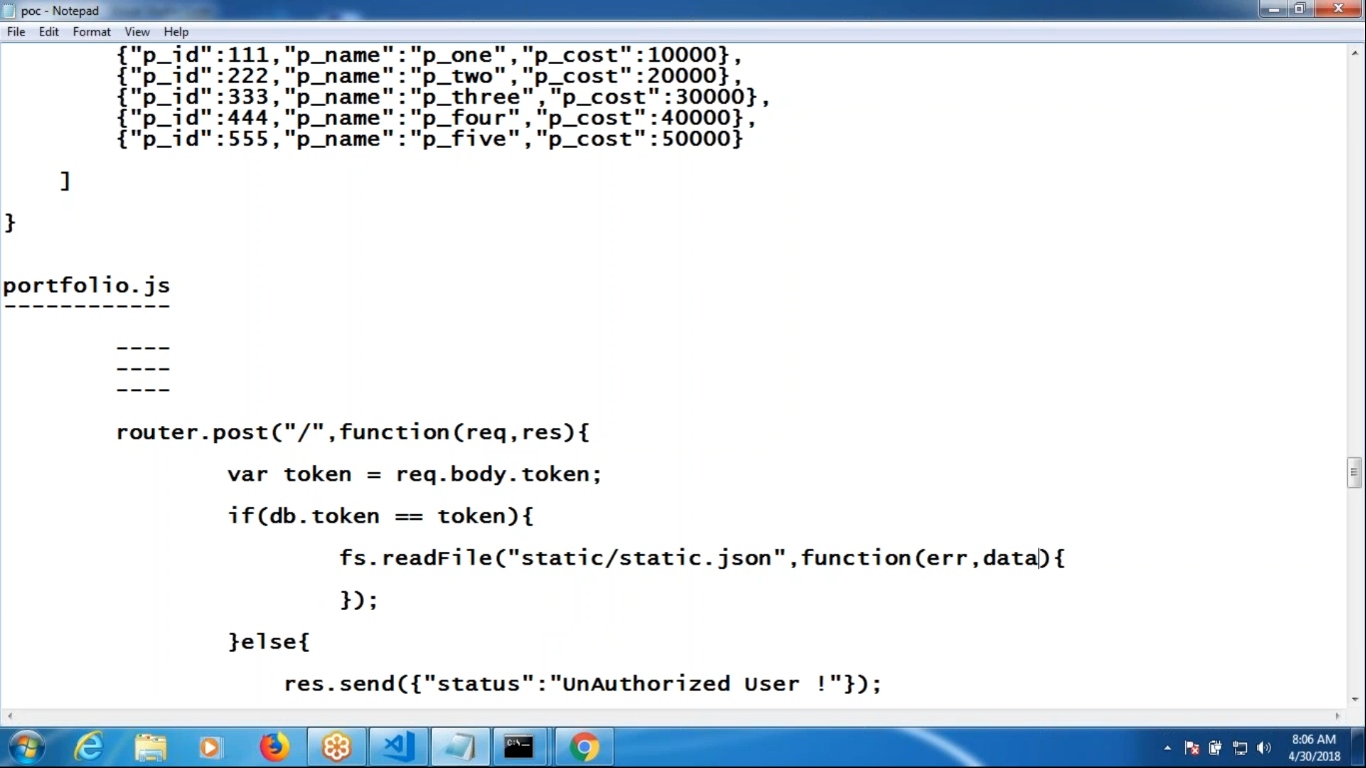 poc - Notepad
File Edit Format View Help
{"p_id":111,"p_name":"p_one","p_cost":10000},
{"p_id":222,"p_name":"p_two","p_cost":20000},
{"p_id":333,"p_name":"p_three","p_cost":30000},
{"p_id":444,"p_name":"p_four","p_cost":40000},
{"p_id":555,"p_name":"p_five","p_cost":50000}
]
}
portfolio.js
------------
----
----
----
router.post("/",function(req,res){
var token = req.body.token;
if(db.token == token){
fs.readFile("static/static.json",function(err,data){
});
}else{
res.send({"status":"UnAuthorized User !"});
8:06 AM
4/30/2018